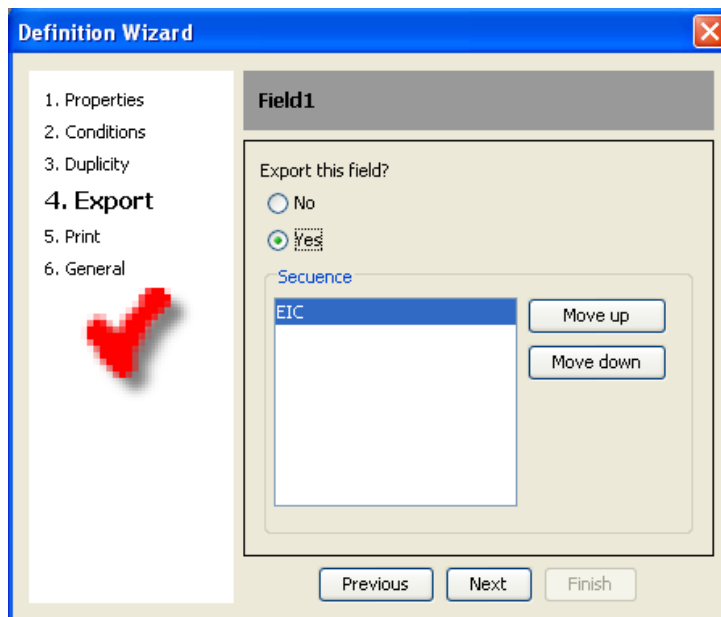 Definition Wizard
1. Properties
2. Conditions
3. Duplicity
4. Export
5. Print
6. General
Field1
Export this field?
No
Yes
Secuence
EIC
Move up
Move down
Previous
Next
Finish